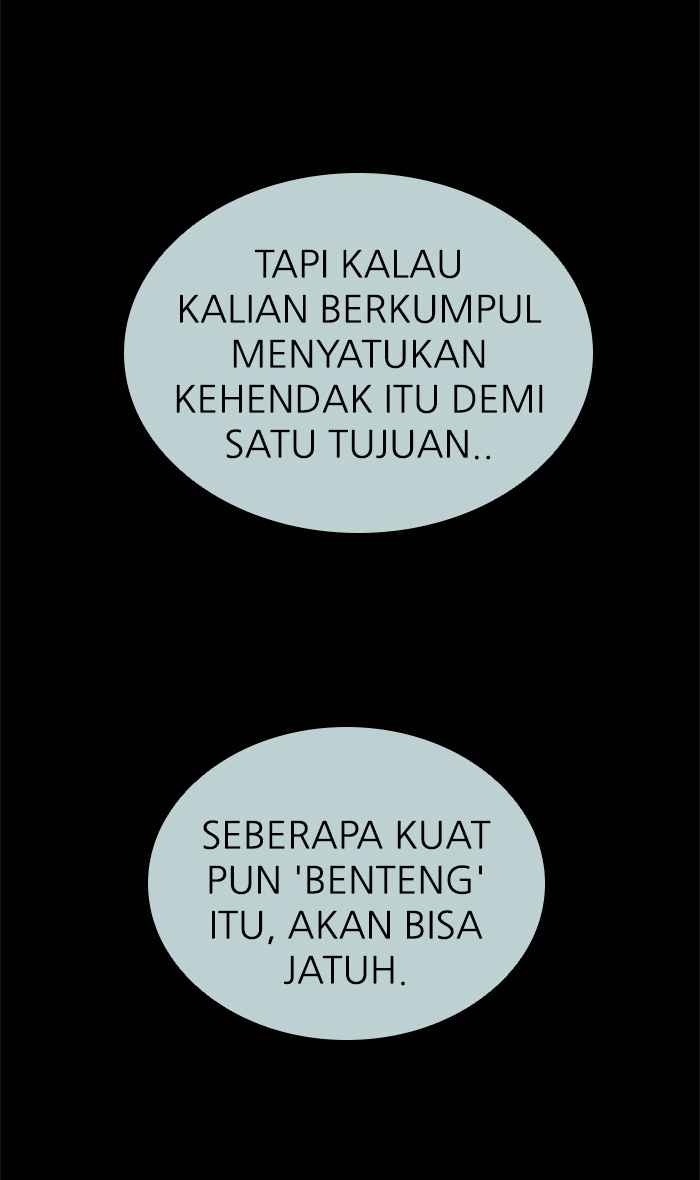 TAPI KALAU
KALIAN BERKUMPUL
MENYATUKAN
KEHENDAK ITU DEMI
SATU TUJUAN..
SEBERAPA KUAT
PUN 'BENTENG'
ITU, AKAN BISA
JATUH.